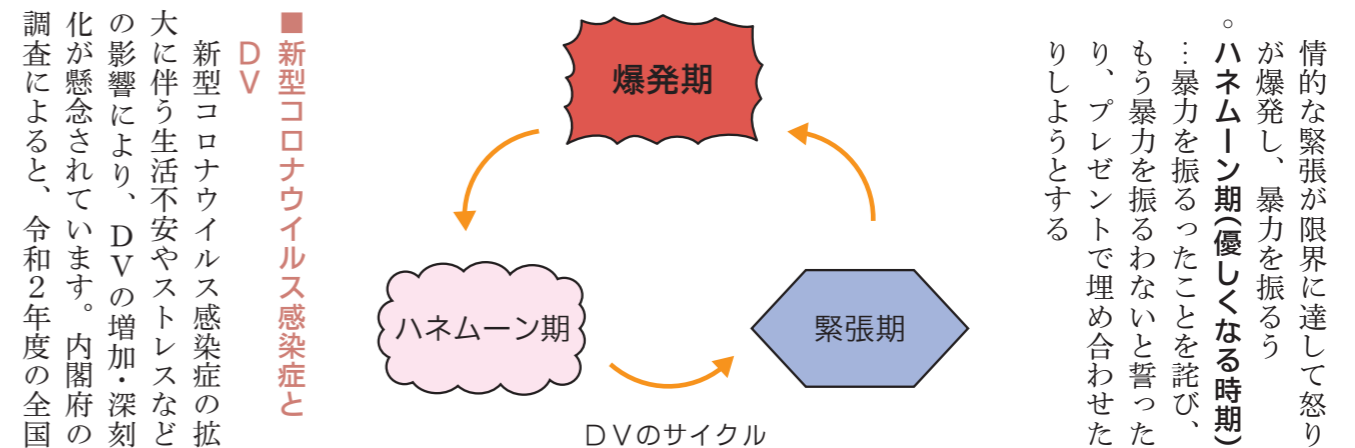 情的な緊張が限界に達して怒り
が爆発し、暴力を振るう
○ハネムーン期(優しくなる時期)
…暴力を振るったことを詫び、
もう暴力を振るわないと誓った
り、プレゼントで埋め合わせた
りしようとする
爆発期
ハネムーン期
緊張期
DVのサイクル
■新型コロナウイルス感染症と
DV
新型コロナウイルス感染症の拡
大に伴う生活不安やストレスなど
の影響により、DVの増加・深刻
化が懸念されています。内閣府の
調査によると、令和2年度の全国